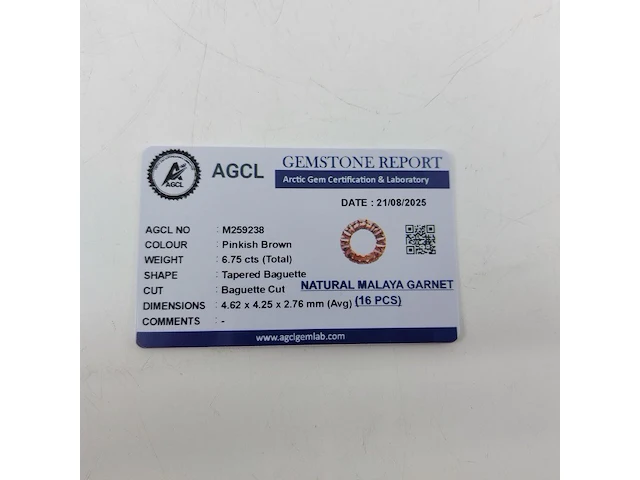 AGCL
AGCL
GEMSTONE REPORT
Arctic Gem Certification & Laboratory
DATE : 21/08/2025
AGCL NO : M259238
COLOUR : Pinkish Brown
WEIGHT : 6.75 cts (Total)
SHAPE : Tapered Baguette
CUT : Baguette Cut
DIMENSIONS : 4.62 x 4.25 x 2.76 mm (Avg)
COMMENTS : -
NATURAL MALAYA GARNET
(16 PCS)
www.agclgemlab.com